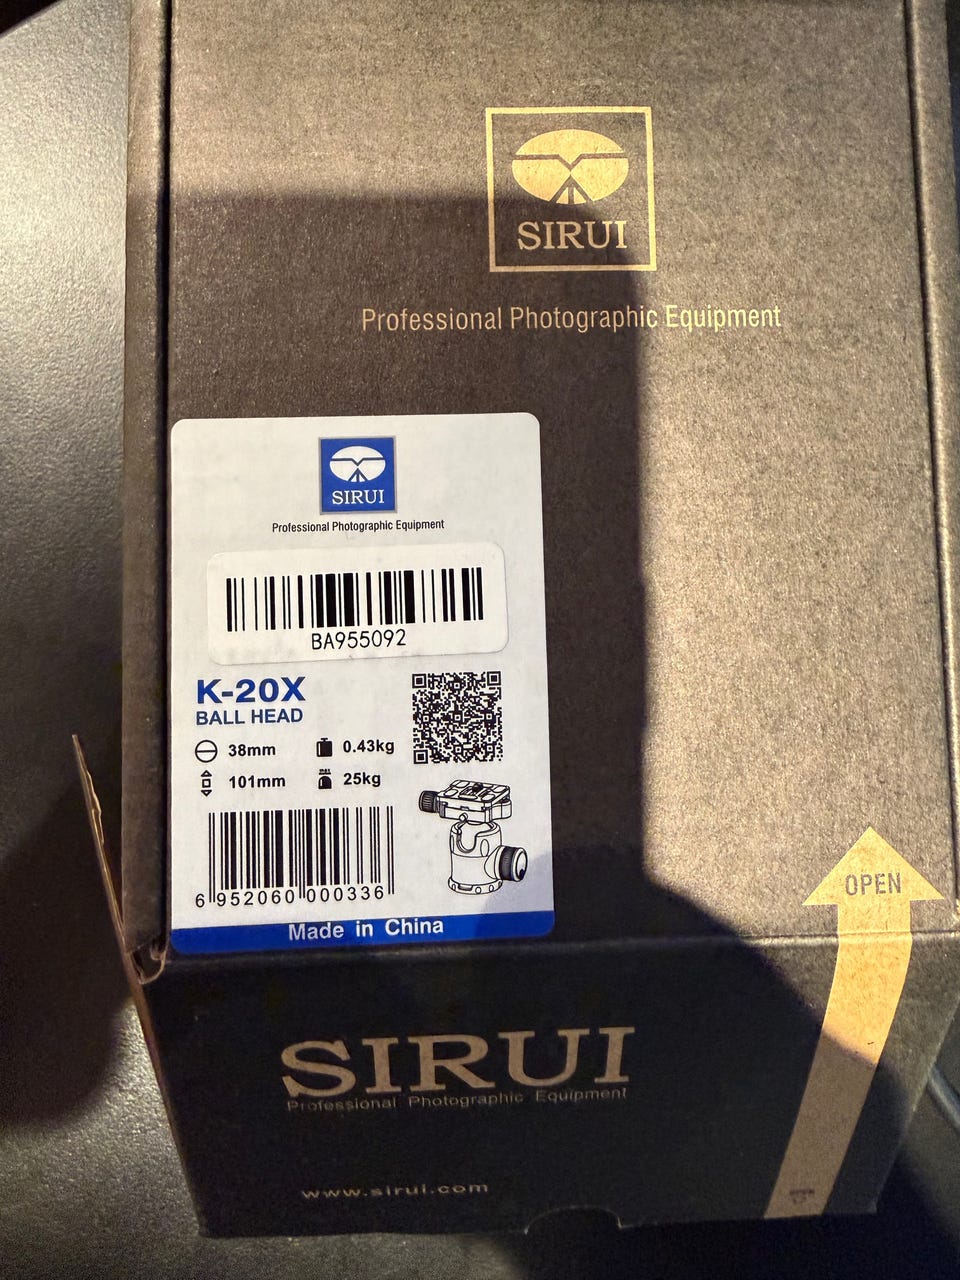 SIRUI
Professional Photographic Equipment
SIRUI
Professional Photographic Equipment
BA955092
K-20X
BALL HEAD
38mm 0.43kg
101mm max 25kg
6 952060 000336
Made in China
OPEN
SIRUI
Professional Photographic Equipment
www.sirui.com